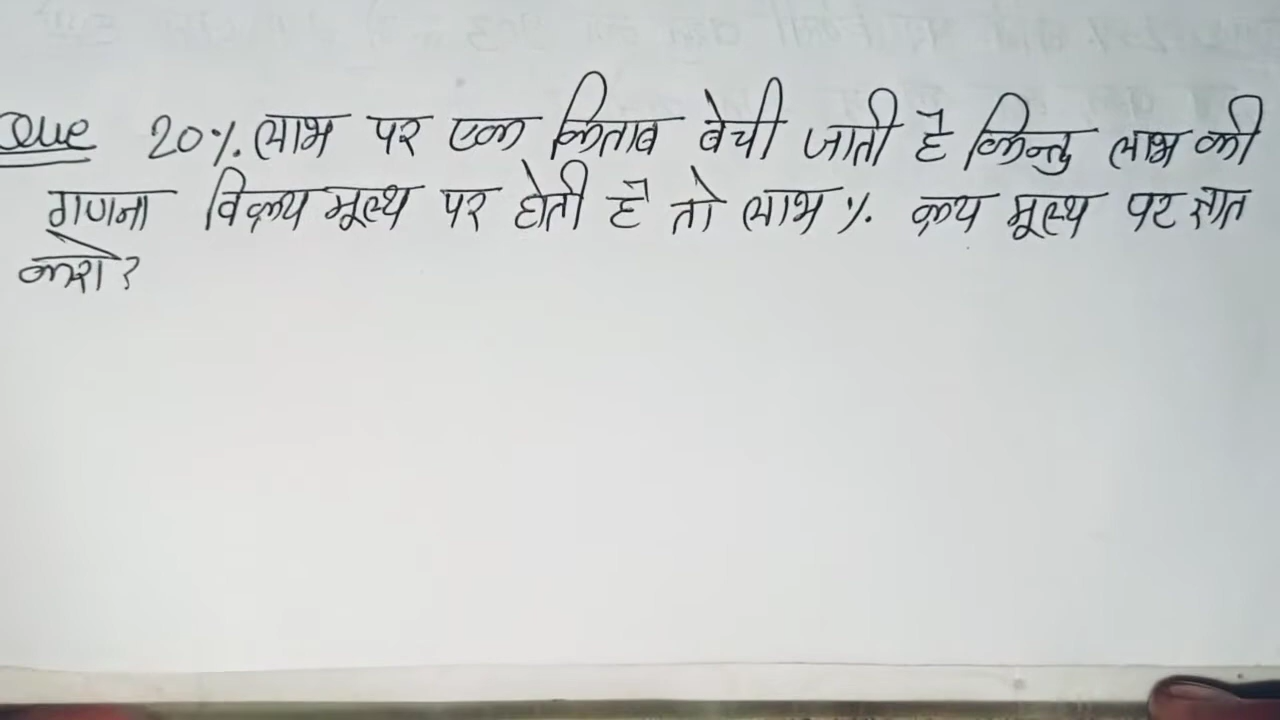 Que 20% लाभ पर एक किताब बेची जाती है किन्तु लाभ की
गणना विक्रय मूल्य पर होती है तो लाभ % क्रय मूल्य पर ज्ञात
करो?